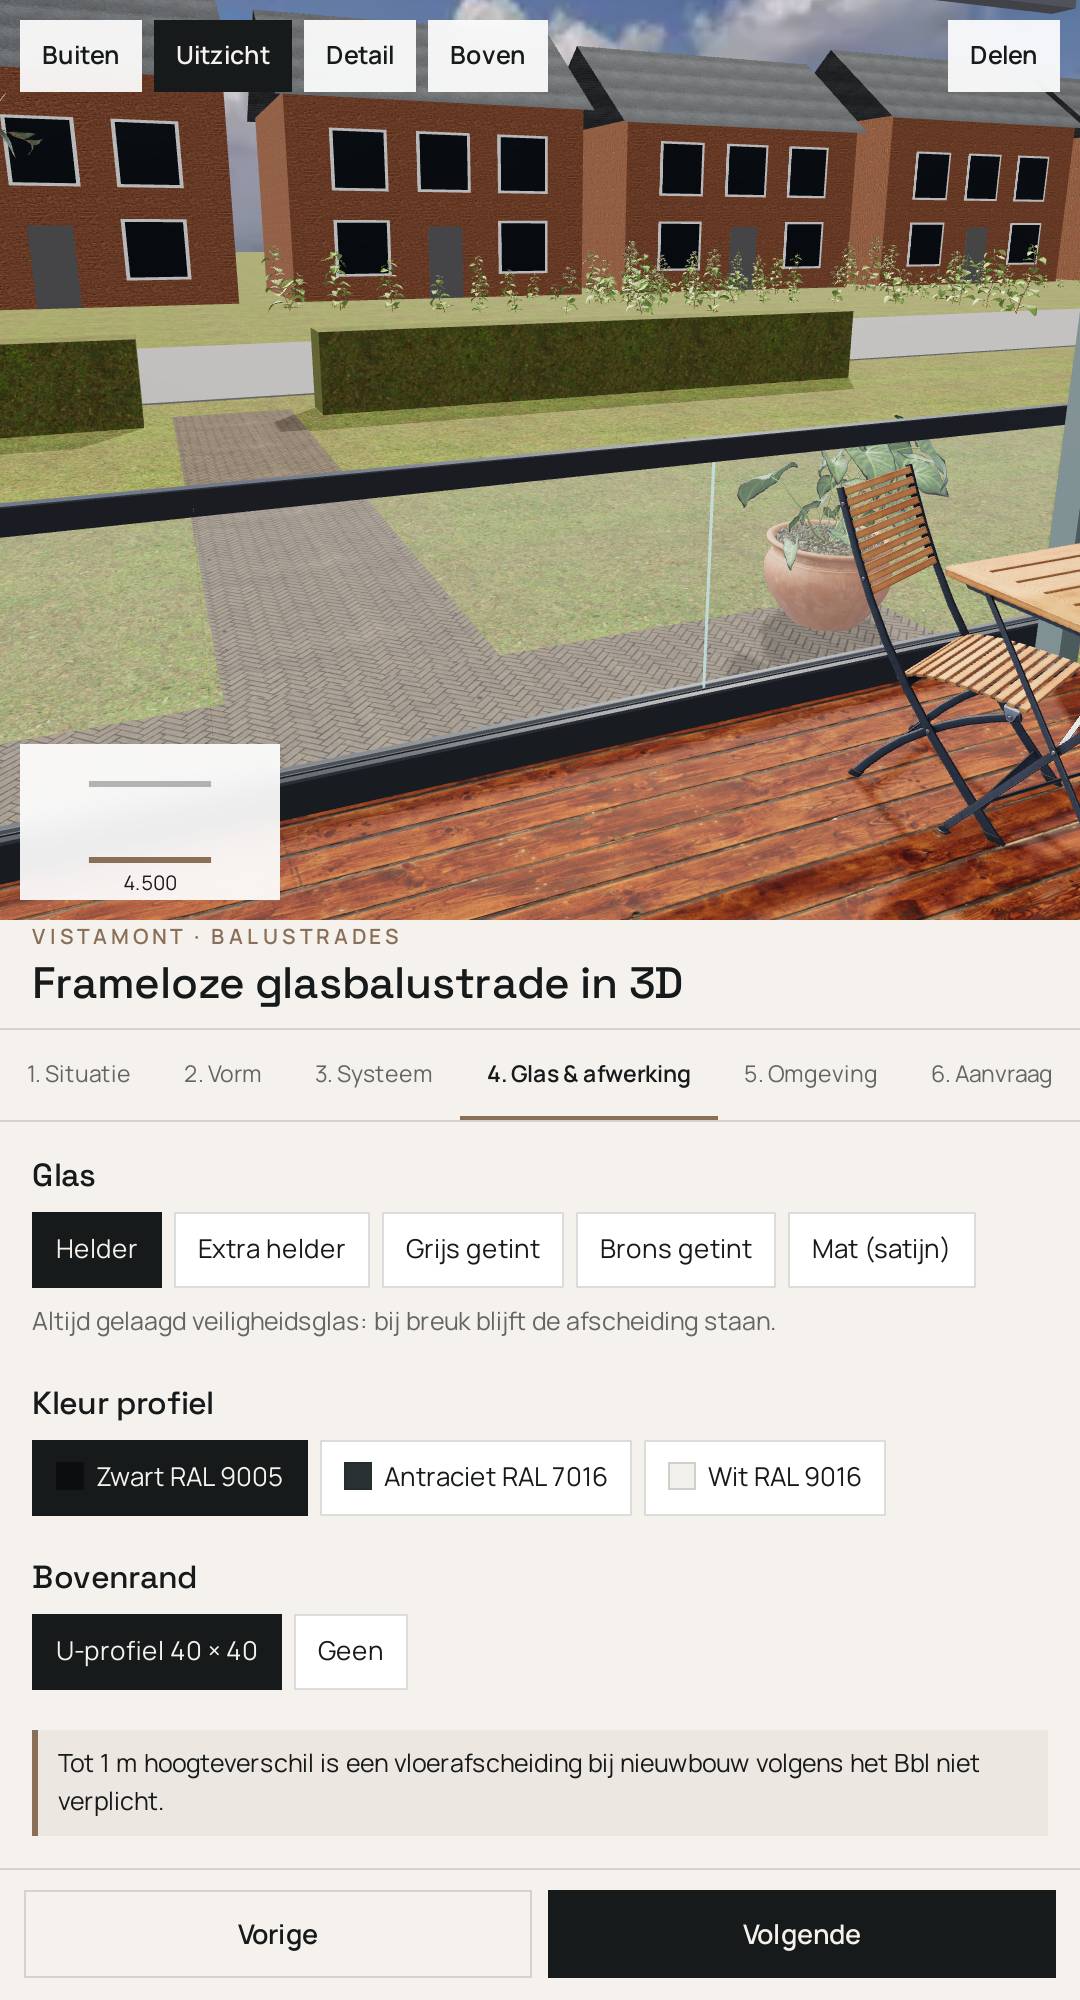 Buiten
Uitzicht
Detail
Boven
Delen
4.500
VISTAMONT · BALUSTRADES
Frameloze glasbalustrade in 3D
1. Situatie
2. Vorm
3. Systeem
4. Glas & afwerking
5. Omgeving
6. Aanvraag
Glas
Helder
Extra helder
Grijs getint
Brons getint
Mat (satijn)
Altijd gelaagd veiligheidsglas: bij breuk blijft de afscheiding staan.
Kleur profiel
Zwart RAL 9005
Antraciet RAL 7016
Wit RAL 9016
Bovenrand
U-profiel 40 × 40
Geen
Tot 1 m hoogteverschil is een vloerafscheiding bij nieuwbouw volgens het Bbl niet
verplicht.
Vorige
Volgende